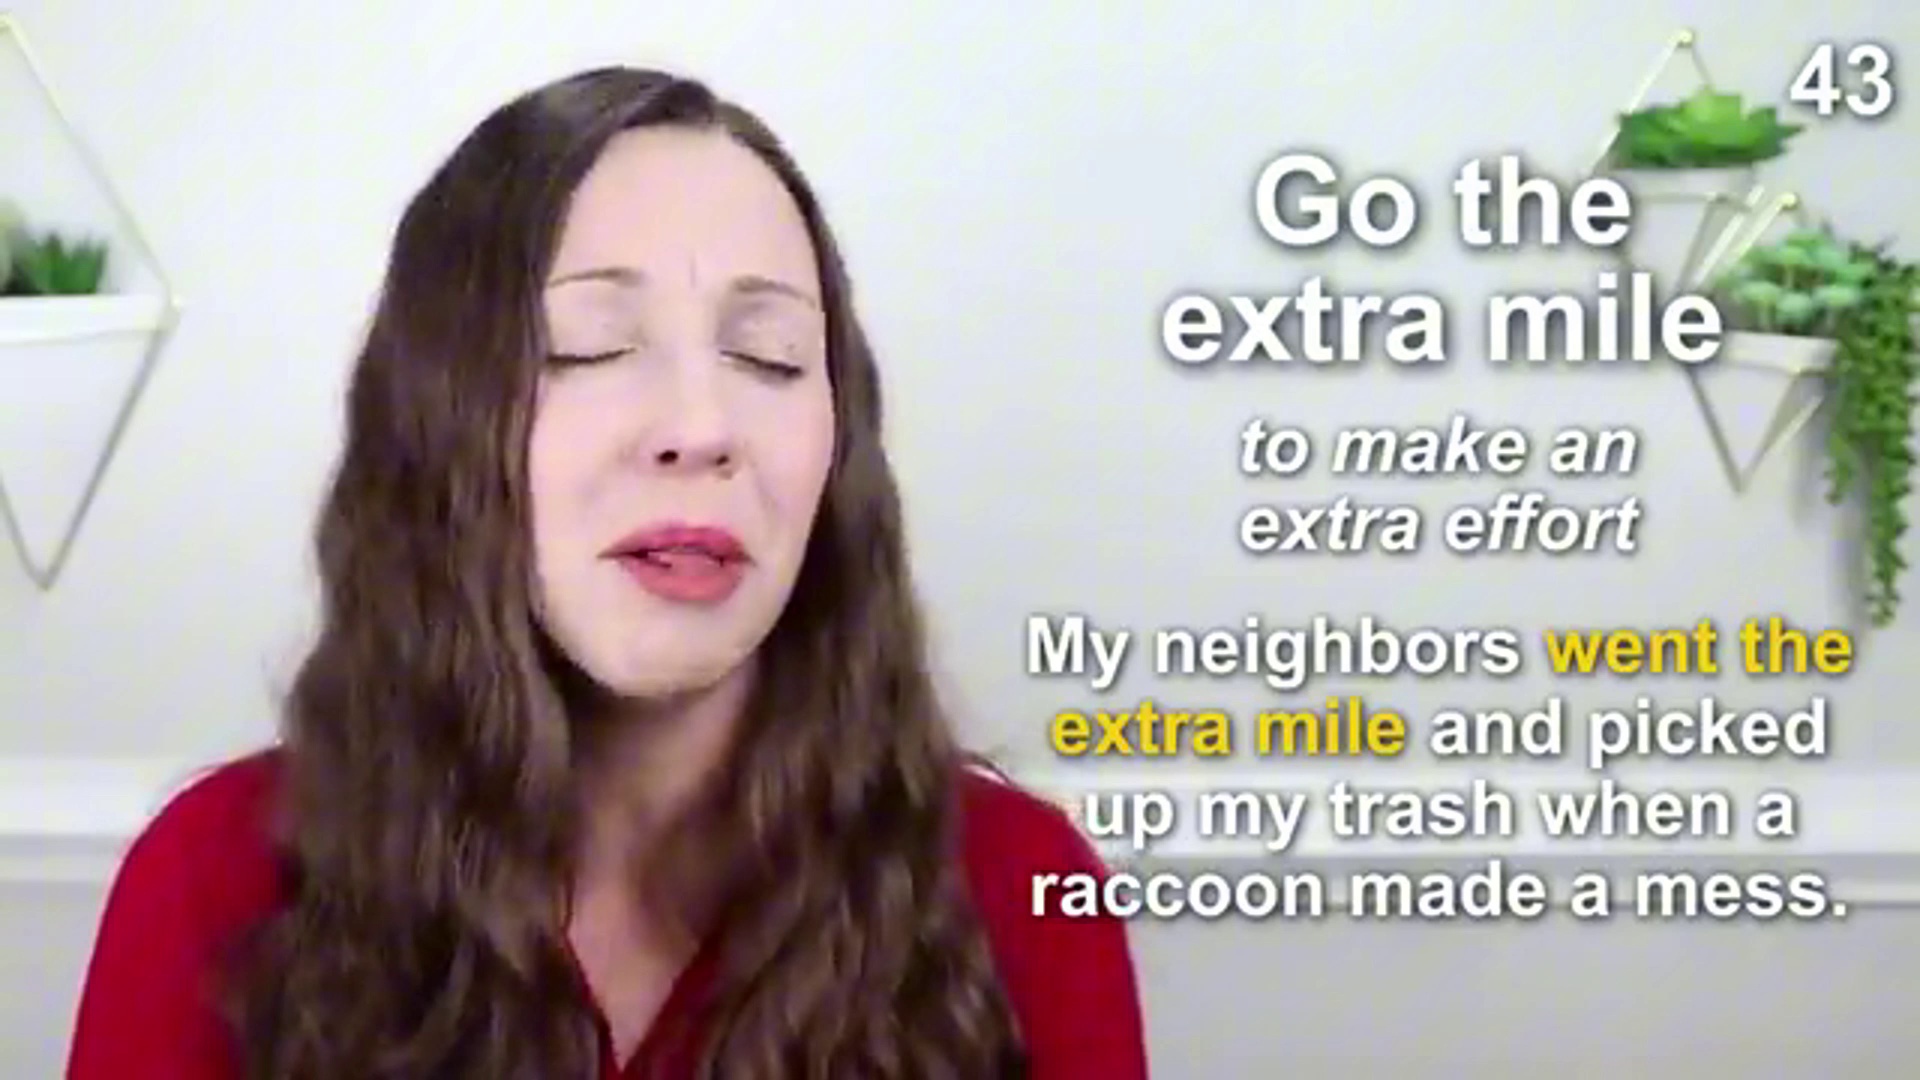 43
Go the
extra mile
to make an
extra effort
My neighbors went the
extra mile and picked
up my trash when a
raccoon made a mess.